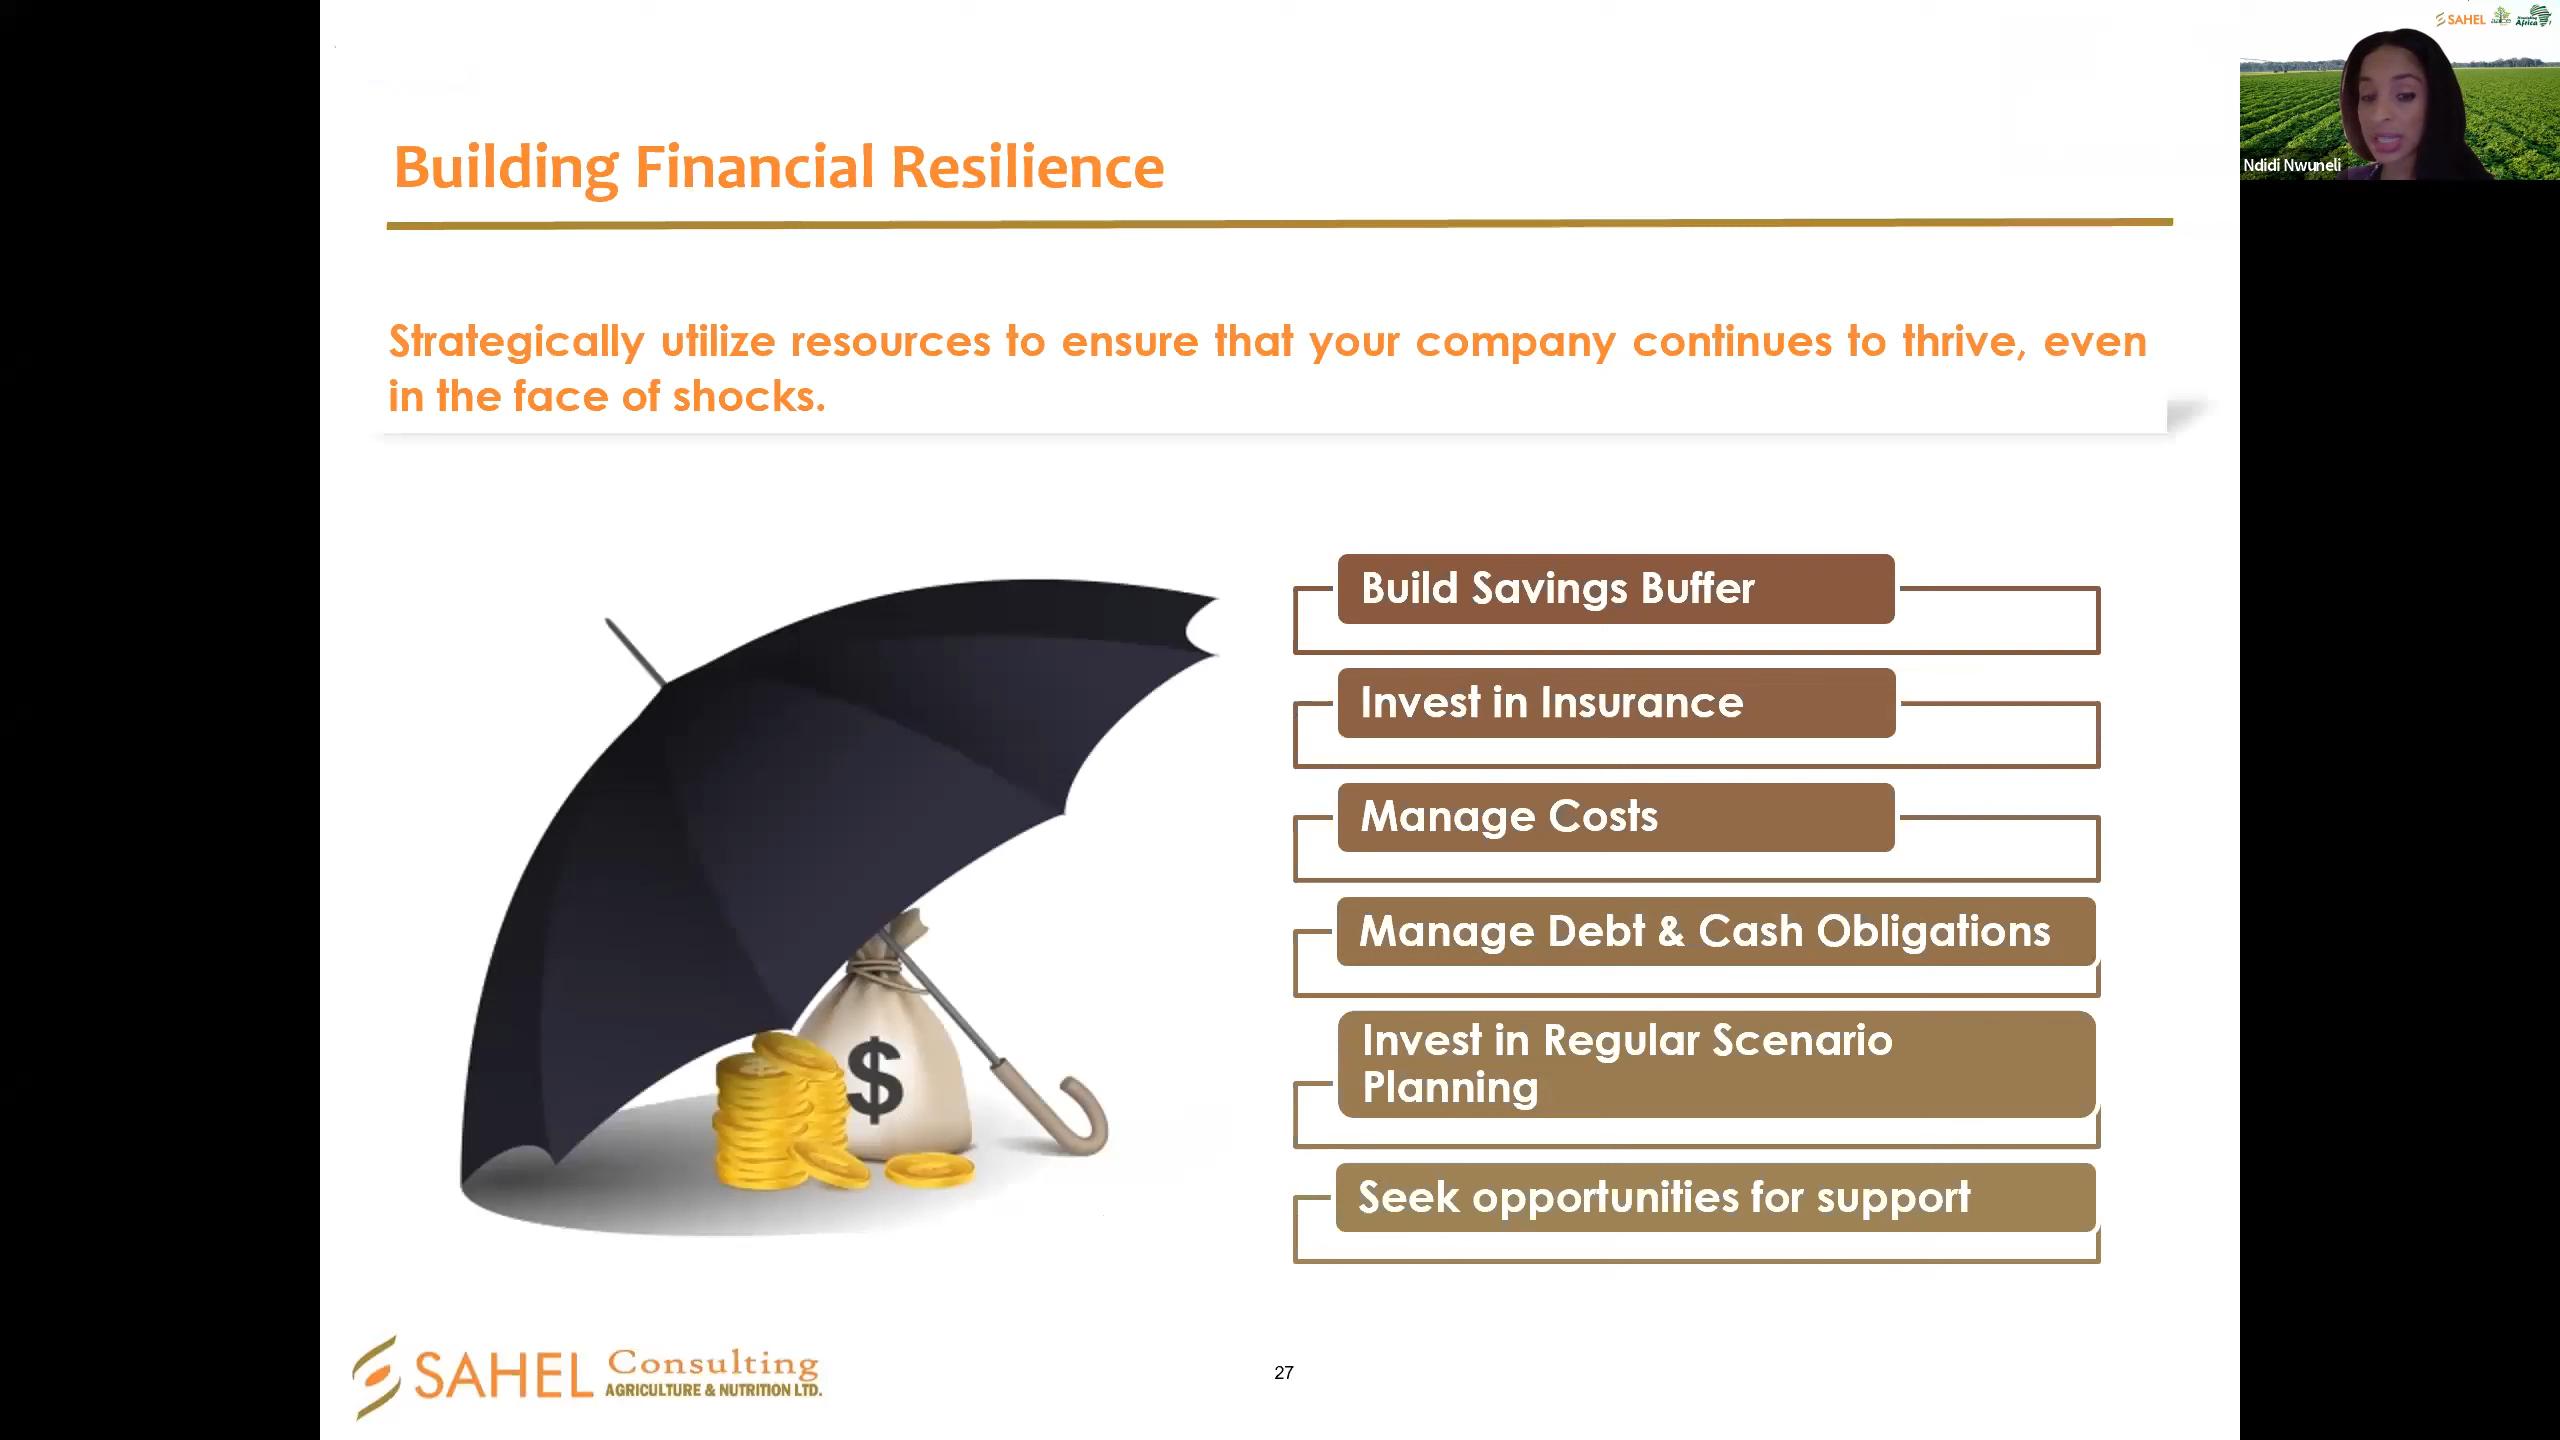 SAHEL
Africa
Ndidi Nwuneli
Building Financial Resilience
Strategically utilize resources to ensure that your company continues to thrive, even
in the face of shocks.
Build Savings Buffer
Invest in Insurance
Manage Costs
Manage Debt & Cash Obligations
Invest in Regular Scenario
Planning
Seek opportunities for support
$
SAHEL Consulting
AGRICULTURE & NUTRITION LTD.
27